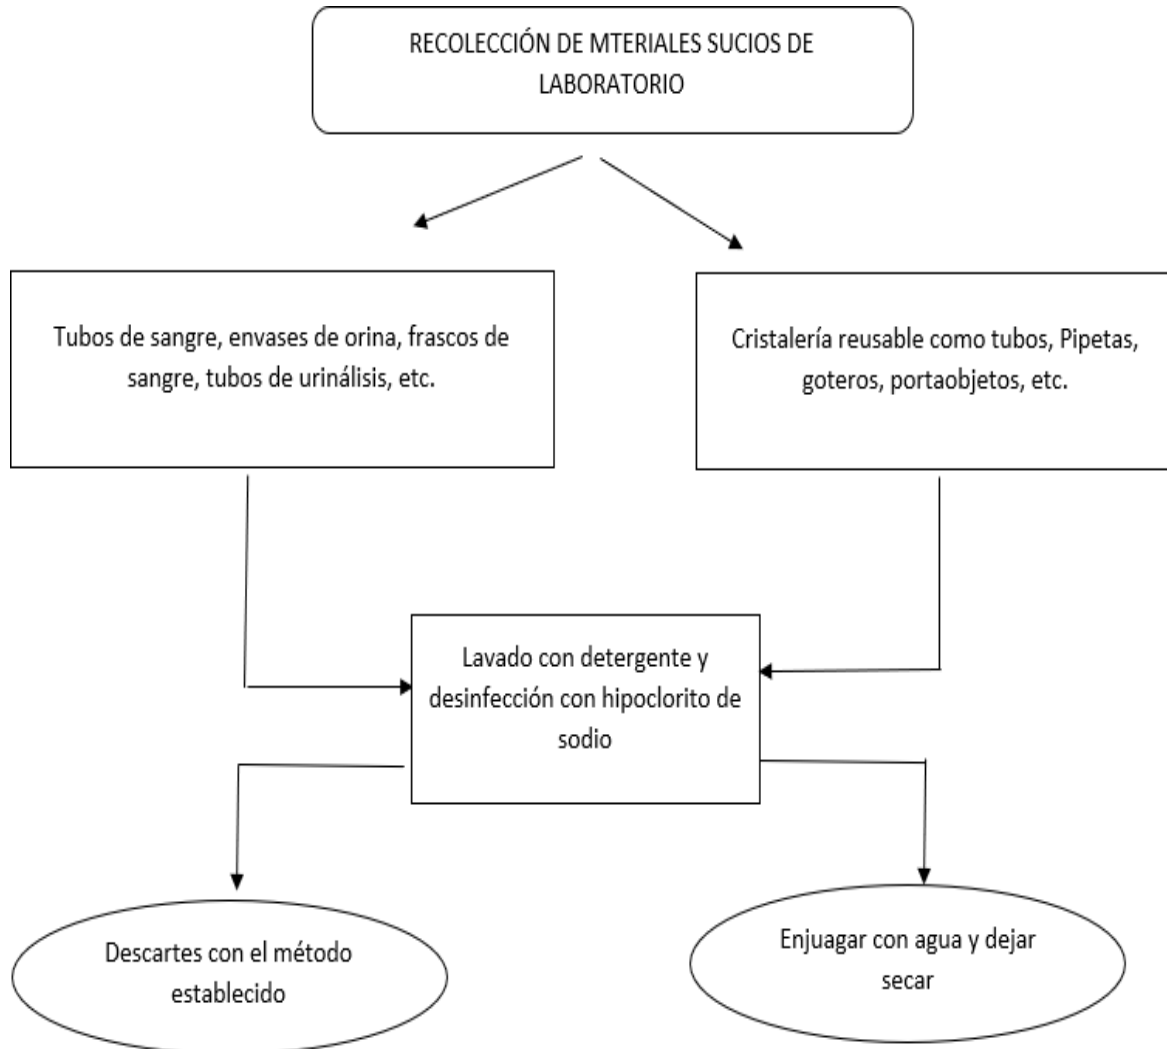 RECOLECCIÓN DE MTERIALES SUCIOS DE
LABORATORIO
Tubos de sangre, envases de orina, frascos de
sangre, tubos de urinálisis, etc.
Cristalería reusable como tubos, Pipetas,
goteros, portaobjetos, etc.
Lavado con detergente y
desinfección con hipoclorito de
sodio
Descartes con el método
establecido
Enjuagar con agua y dejar
secar